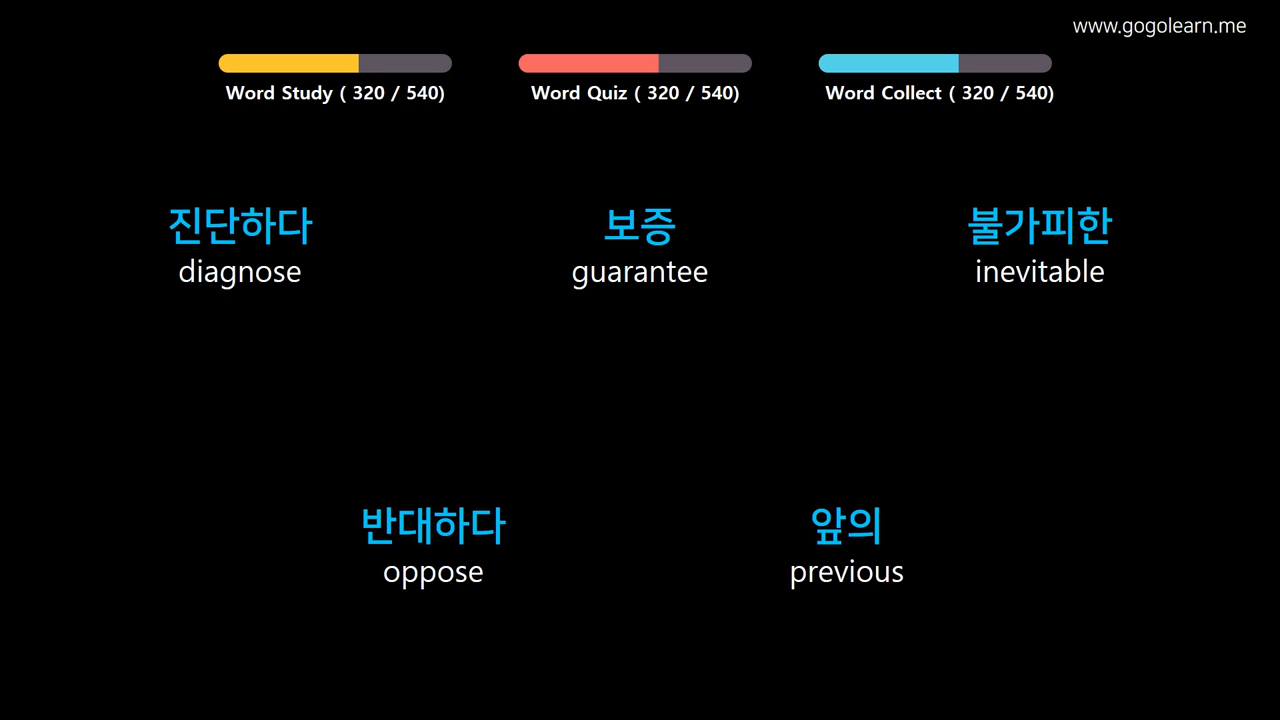 www.gogolearn.me
Word Study ( 320 / 540)
Word Quiz ( 320 / 540)
Word Collect ( 320 / 540)
진단하다
diagnose
보증
guarantee
불가피한
inevitable
반대하다
oppose
앞의
previous